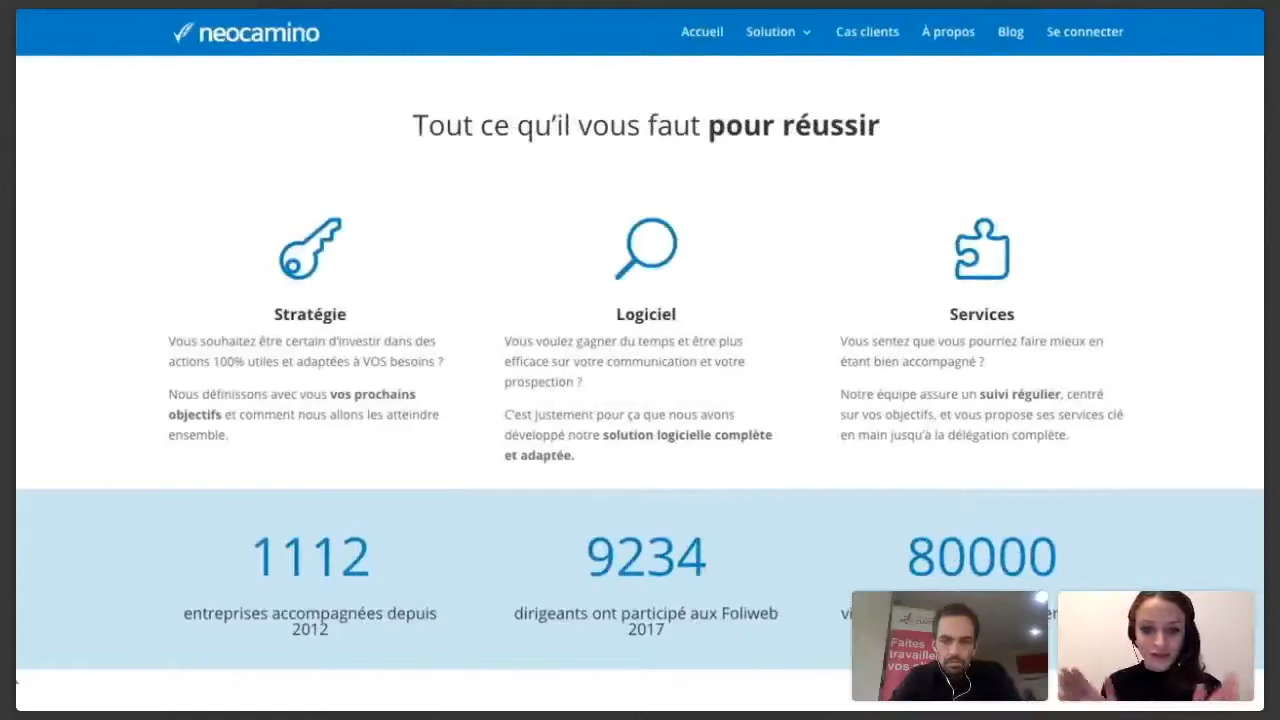 neocamino
Accueil Solution Cas clients À propos Blog Se connecter
Tout ce qu'il vous faut pour réussir
Stratégie
Vous souhaitez être certain d'investir dans des
actions 100% utiles et adaptées à VOS besoins ?
Nous définissons avec vous vos prochains
objectifs et comment nous allons les atteindre
ensemble.
Logiciel
Vous voulez gagner du temps et être plus
efficace sur votre communication et votre
prospection ?
C'est justement pour ça que nous avons
développé notre solution logicielle complète
et adaptée.
Services
Vous sentez que vous pourriez faire mieux en
étant bien accompagné ?
Notre équipe assure un suivi régulier, centré
sur vos objectifs, et vous propose ses services clé
en main jusqu'à la délégation complète.
1112
entreprises accompagnées depuis
2012
9234
dirigeants ont participé aux Foliweb
2017
80000
Faites
travaille
vos